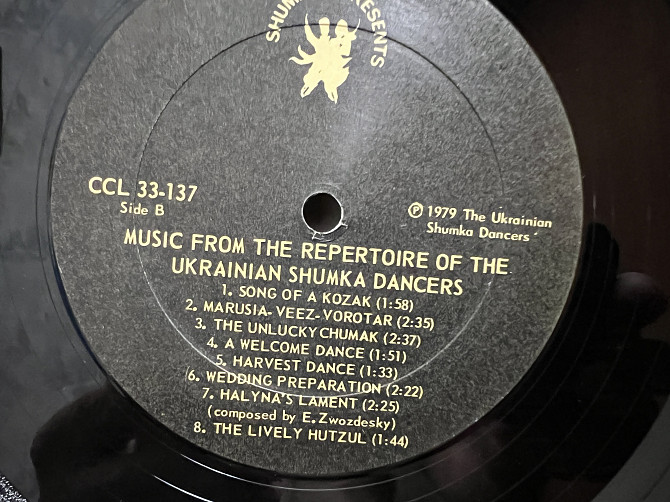 CCL 33-137
Side B
℗ 1979 The Ukrainian
Shumka Dancers
MUSIC FROM THE REPERTOIRE OF THE
UKRAINIAN SHUMKA DANCERS
1. SONG OF A KOZAK (1:58)
2. MARUSIA-VEEZ-VOROTAR (2:35)
3. THE UNLUCKY CHUMAK (2:37)
4. A WELCOME DANCE (1:51)
5. HARVEST DANCE (1:33)
6. WEDDING PREPARATION (2:22)
7. HALYNA'S LAMENT (2:25)
(composed by E. Zwozdesky)
8. THE LIVELY HUTZUL (1:44)